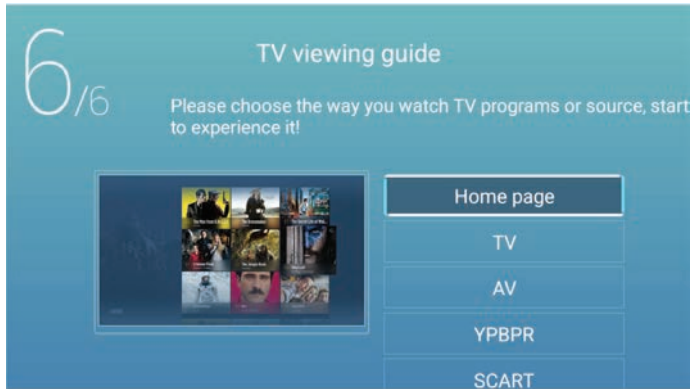 6/6
TV viewing guide
Please choose the way you watch TV programs or source, start
to experience it!
Home page
TV
AV
YPBPR
SCART